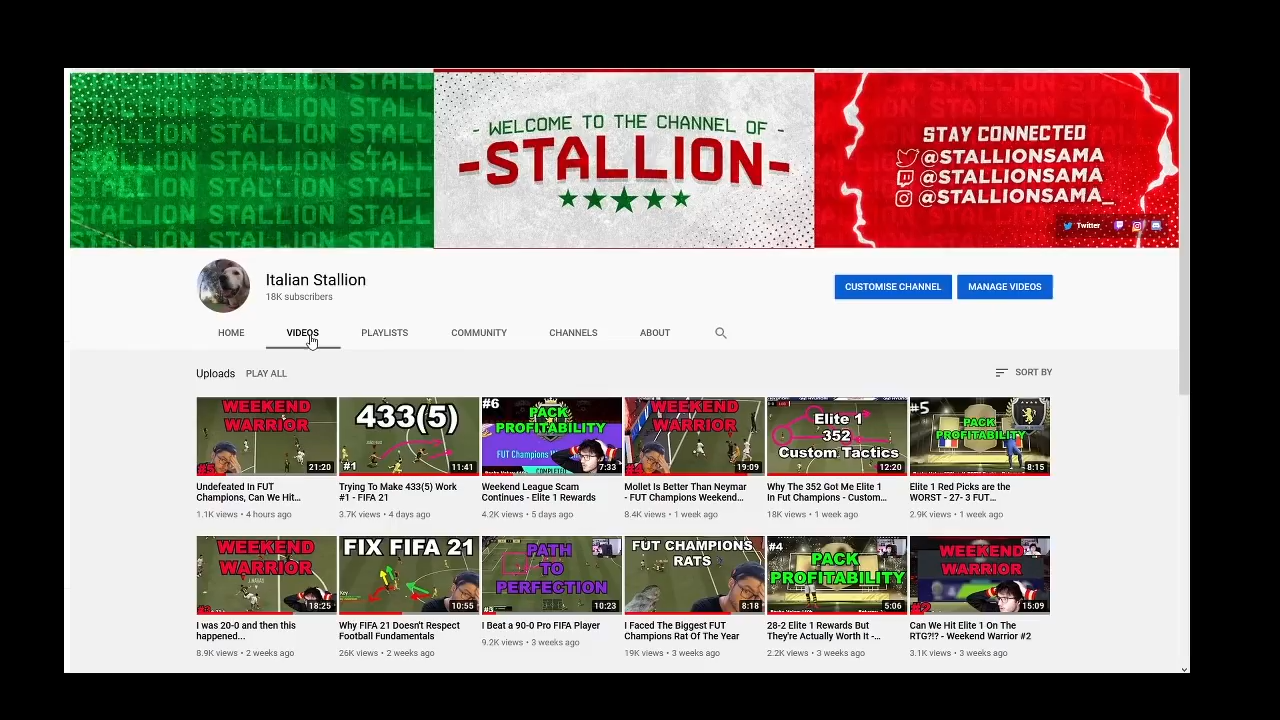 STALLION STALLION STALL
- WELCOME TO THE CHANNEL OF -
-STALLION-
STAY CONNECTED
@STALLIONSAMA
@STALLIONSAMA
@STALLIONSAMA_
Twitter
Italian Stallion
18K subscribers
CUSTOMISE CHANNEL
MANAGE VIDEOS
HOME
VIDEOS
PLAYLISTS
COMMUNITY
CHANNELS
ABOUT
Uploads
PLAY ALL
SORT BY
WEEKEND
WARRIOR
21:20
Undefeated In FUT
Champions, Can We Hit...
1.1K views • 4 hours ago
433(5)
#1
11:41
Trying To Make 433(5) Work
#1 - FIFA 21
3.7K views • 4 days ago
#6
PACK
PROFITABILITY
FUT Champions W
COMPLETED
7:33
Weekend League Scam
Continues - Elite 1 Rewards
4.2K views • 5 days ago
WEEKEND
WARRIOR
#4
19:09
Mollet Is Better Than Neymar
- FUT Champions Weekend...
8.4K views • 1 week ago
Elite 1
352
Custom Tactics
12:20
Why The 352 Got Me Elite 1
In Fut Champions - Custom...
18K views • 1 week ago
#5
PACK
PROFITABILITY
8:15
Elite 1 Red Picks are the
WORST - 27- 3 FUT...
2.9K views • 1 week ago
WEEKEND
WARRIOR
#3
18:25
I was 20-0 and then this
happened...
8.9K views • 2 weeks ago
FIX FIFA 21
10:55
Why FIFA 21 Doesn't Respect
Football Fundamentals
26K views • 2 weeks ago
PATH
TO
PERFECTION
10:23
I Beat a 90-0 Pro FIFA Player
9.2K views • 3 weeks ago
FUT CHAMPIONS
RATS
8:18
I Faced The Biggest FUT
Champions Rat Of The Year
19K views • 3 weeks ago
#4
PACK
PROFITABILITY
5:06
28-2 Elite 1 Rewards But
They're Actually Worth It -...
2.2K views • 3 weeks ago
WEEKEND
WARRIOR
#2
15:09
Can We Hit Elite 1 On The
RTG?!? - Weekend Warrior #2
3.1K views • 3 weeks ago